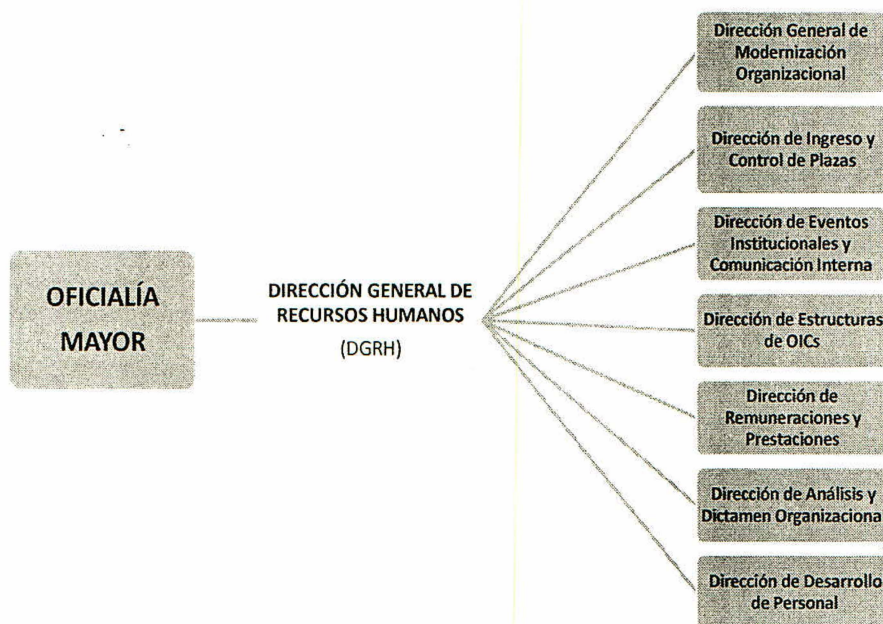 Dirección General de
Modernización
Organizacional
Dirección de Ingreso y
Control de Plazas
Dirección de Eventos
Institucionales y
Comunicación Interna
OFICIALÍA
MAYOR
DIRECCIÓN GENERAL DE
RECURSOS HUMANOS
(DGRH)
Dirección de Estructuras
de OICs
Dirección de
Remuneraciones y
Prestaciones
Dirección de Análisis y
Dictamen Organizaciona
Dirección de Desarrollo
de Personal